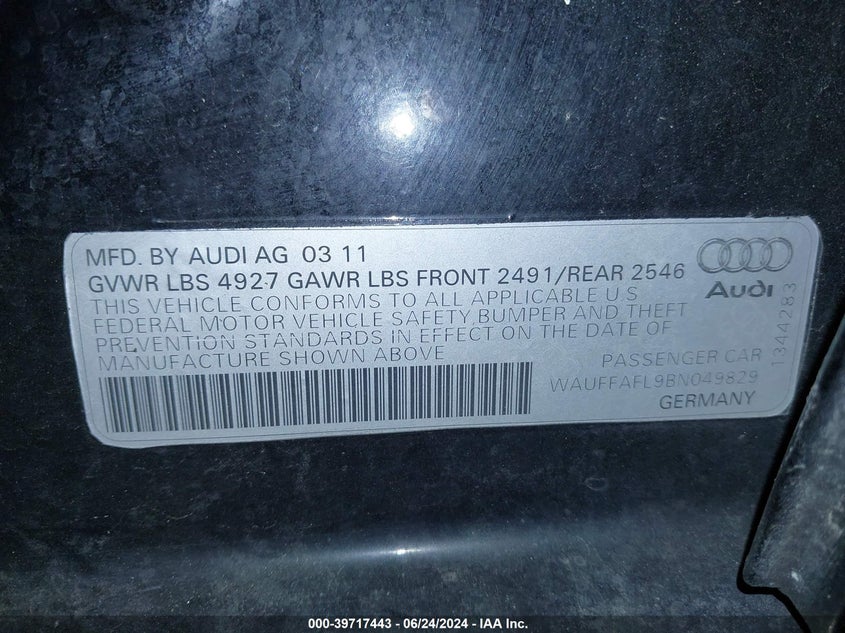 MFD. BY AUDI AG 03 11
GVWR LBS 4927 GAWR LBS FRONT 2491/REAR 2546
THIS VEHICLE CONFORMS TO ALL APPLICABLE U.S
FEDERAL MOTOR VEHICLE SAFETY,BUMPER AND THEFT
PREVENTION STANDARDS IN EFFECT ON THE DATE OF
MANUFACTURE SHOWN ABOVE
PASSENGER CAR
WAUFFAFL9BN049829
GERMANY
Audi
1344283
000-39717443 - 06/24/2024 - IAA Inc.